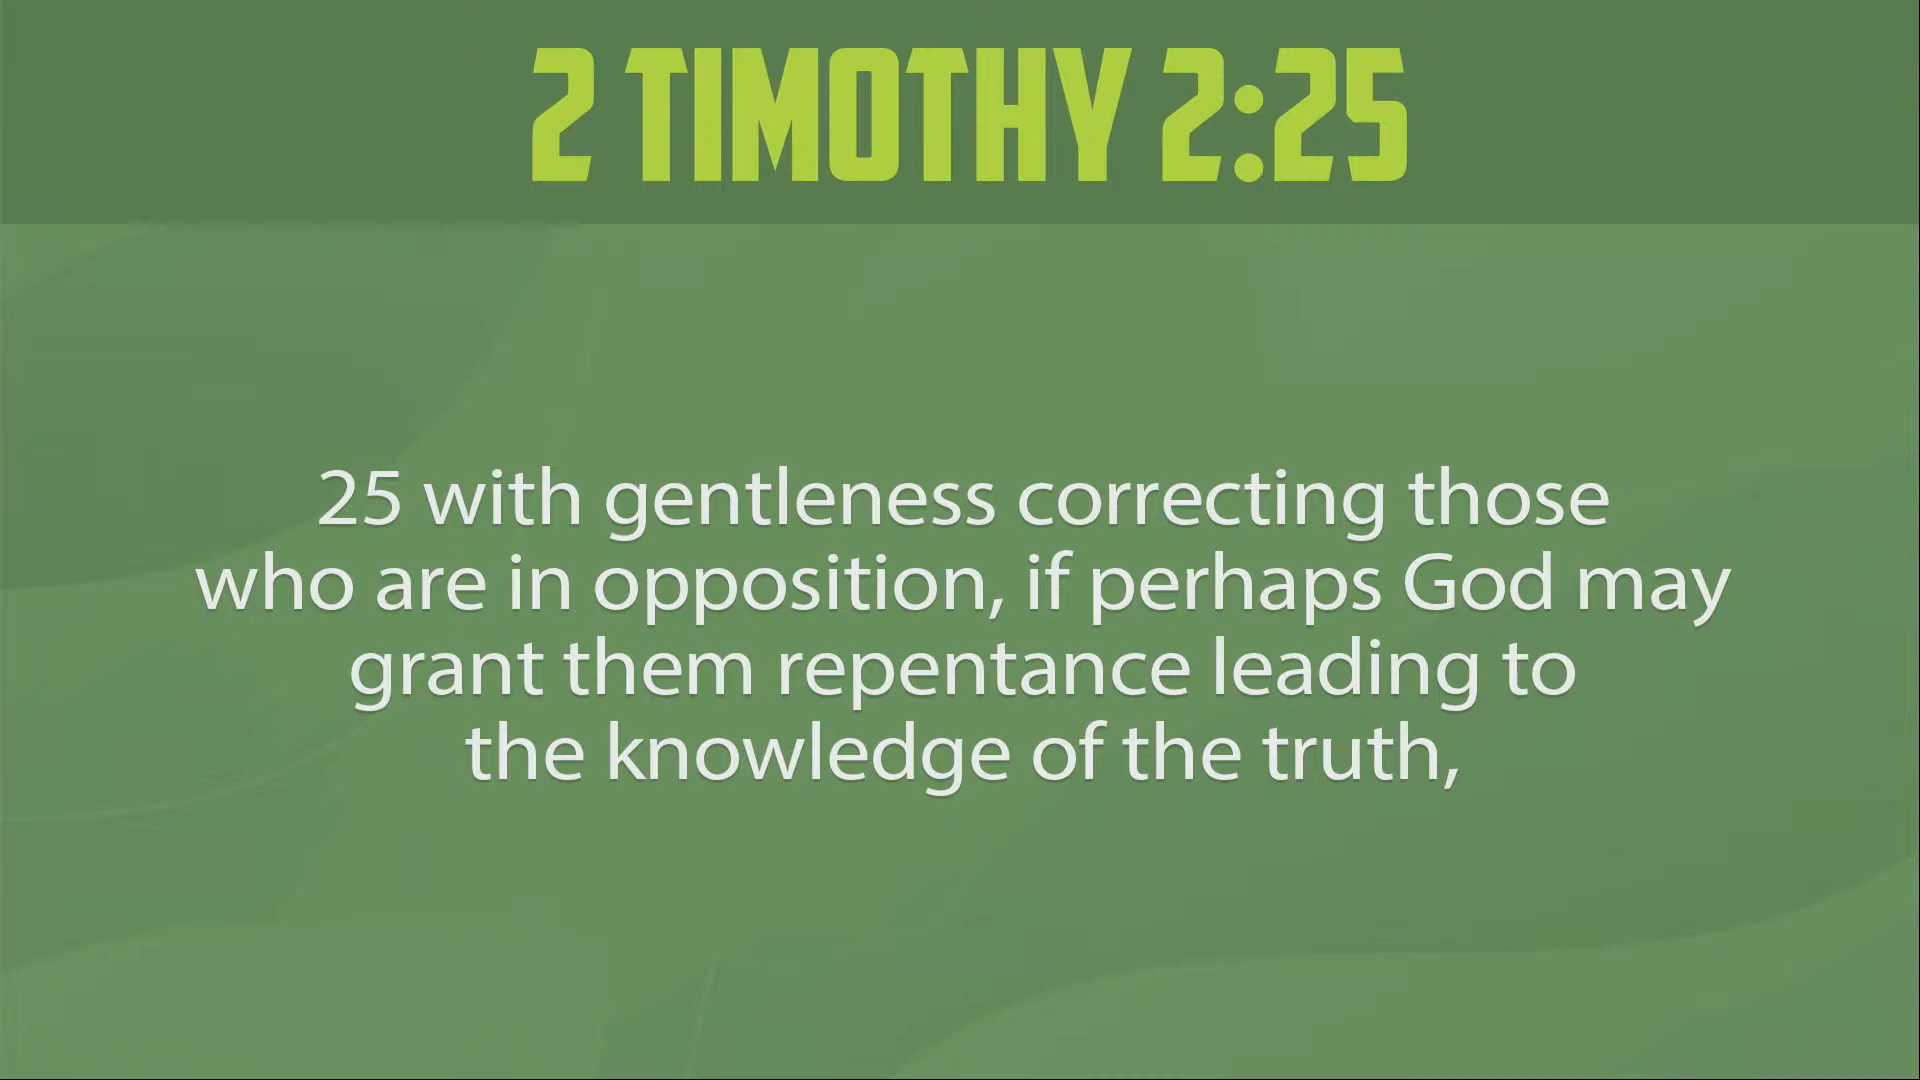 2 TIMOTHY 2:25
25 with gentleness correcting those
who are in opposition, if perhaps God may
grant them repentance leading to
the knowledge of the truth,